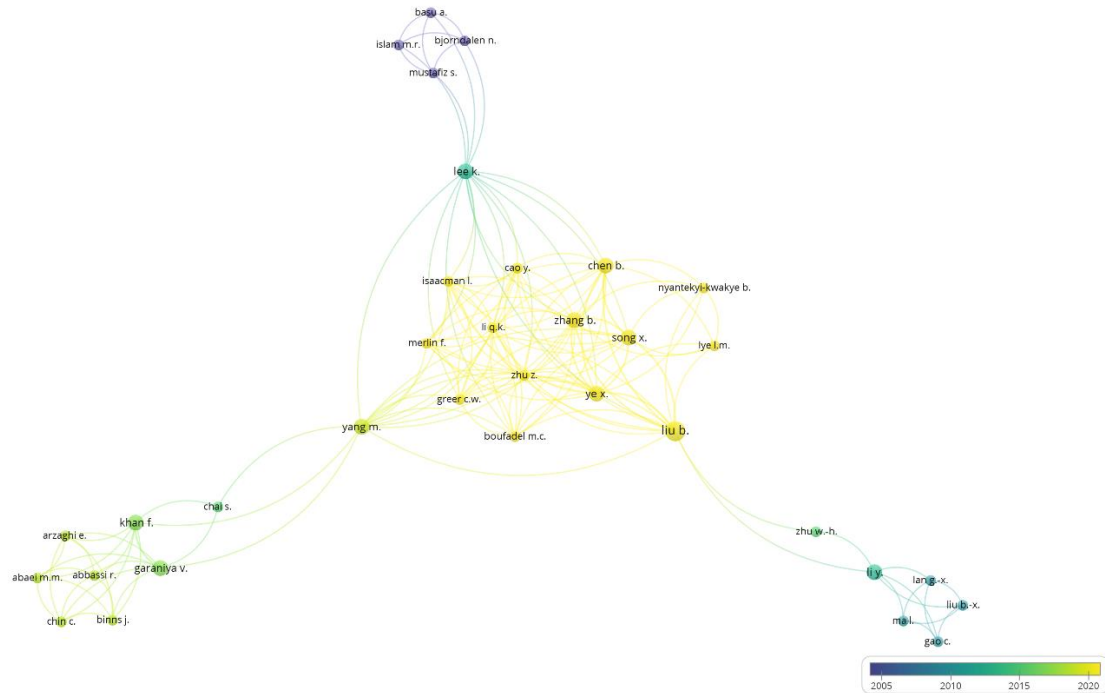 basu a.
islam m.r.
bjorndalen n.
mustafiz s.
lee k.
cao y.
chen b.
isaacman l.
nyantekyi-kwakye b.
li q.k.
zhang b.
merlin f.
song x.
lye l.m.
zhu z.
greer c.w.
ye x.
yang m.
boufadel m.c.
liu b.
chai s.
khan f.
arzaghi e.
zhu w.-h.
garaniya v.
abaei m.m.
abbassi r.
li y.
lan g.-x.
liu b.-x.
chin c.
binns j.
ma l.
gao c.
2005 2010 2015 2020